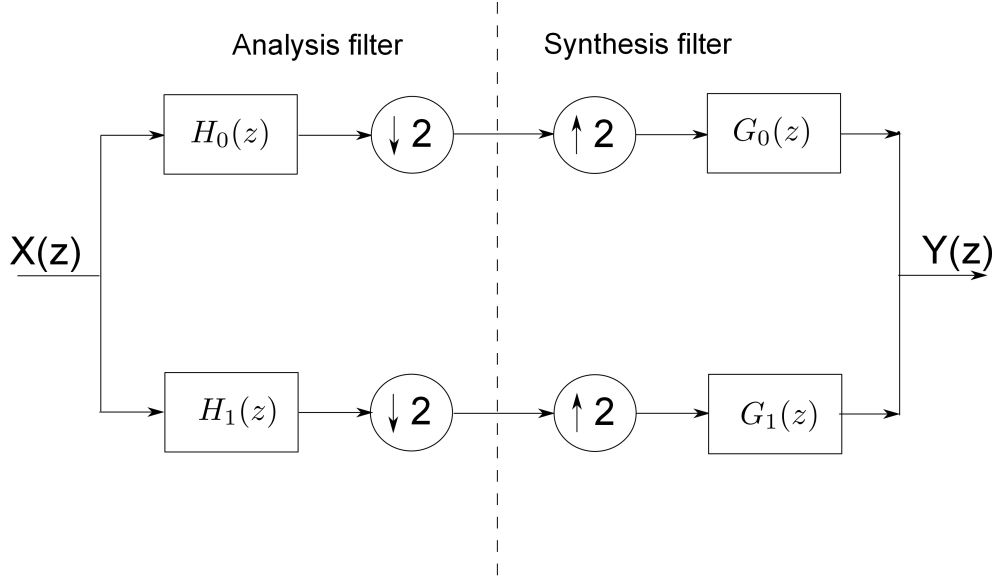 Analysis filter
Synthesis filter
H₀(z)
↓ 2
↑ 2
G₀(z)
X(z)
Y(z)
H₁(z)
↓ 2
↑ 2
G₁(z)